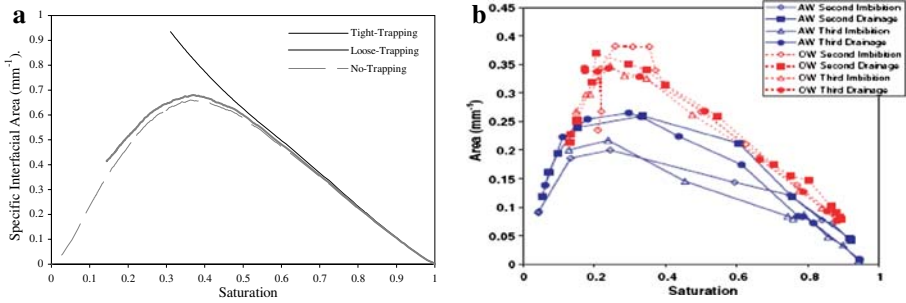 a
Specific Interfacial Area (mm⁻¹).
1
0.9
0.8
0.7
0.6
0.5
0.4
0.3
0.2
0.1
0
Tight-Trapping
Loose-Trapping
No-Trapping
0 0.1 0.2 0.3 0.4 0.5 0.6 0.7 0.8 0.9 1
Saturation
b
Area (mm⁻¹)
0.45
0.4
0.35
0.3
0.25
0.2
0.15
0.1
0.05
0
AW Second Imbibition
AW Second Drainage
AW Third Imbibition
AW Third Drainage
OW Second Imbibition
OW Second Drainage
OW Third Imbibition
OW Third Drainage
0 0.2 0.4 0.6 0.8 1
Saturation